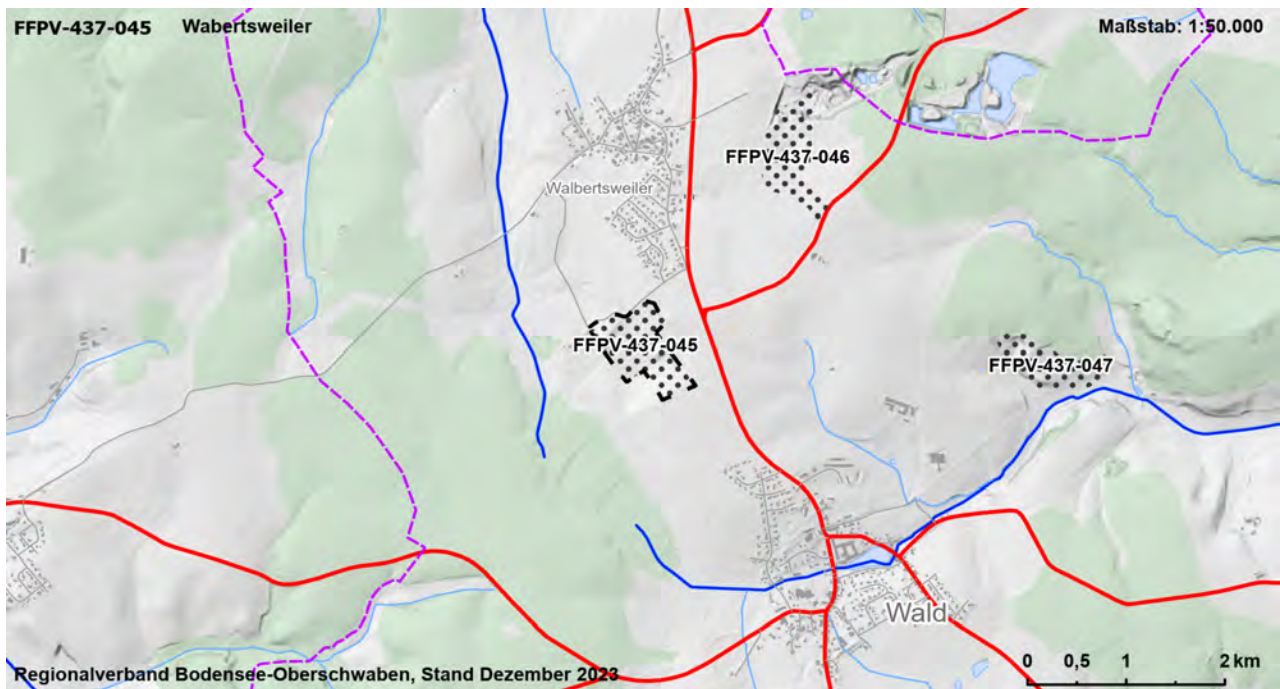 FFPV-437-045 Wabertsweiler Maßstab: 1:50.000
FFPV-437-046
Walbertsweiler
FFPV-437-045
FFPV-437-047
Wald
Regionalverband Bodensee-Oberschwaben, Stand Dezember 2023
0 0,5 1 2 km